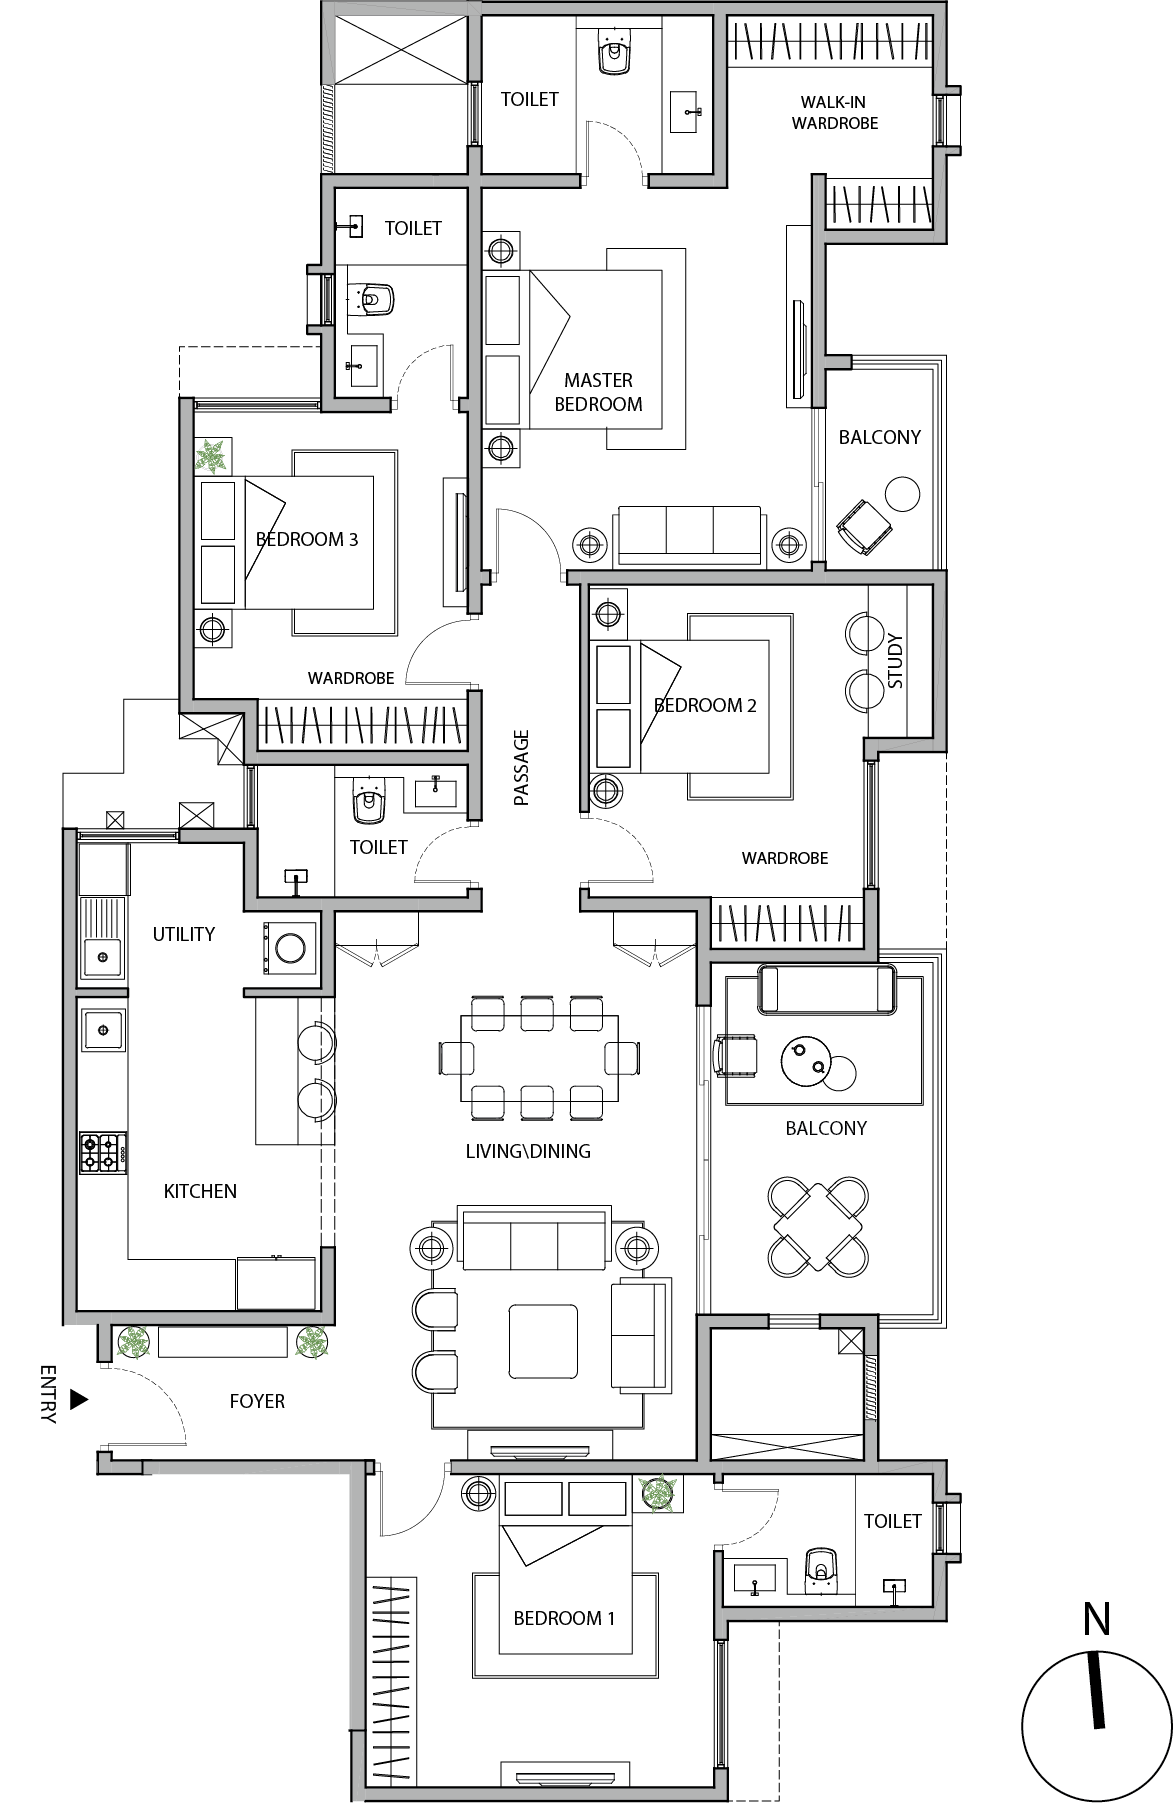 TOILET
WALK-IN
WARDROBE
TOILET
MASTER
BEDROOM
BALCONY
BEDROOM 3
STUDY
WARDROBE
BEDROOM 2
PASSAGE
TOILET
WARDROBE
UTILITY
BALCONY
LIVING\DINING
KITCHEN
ENTRY
FOYER
TOILET
BEDROOM 1
N